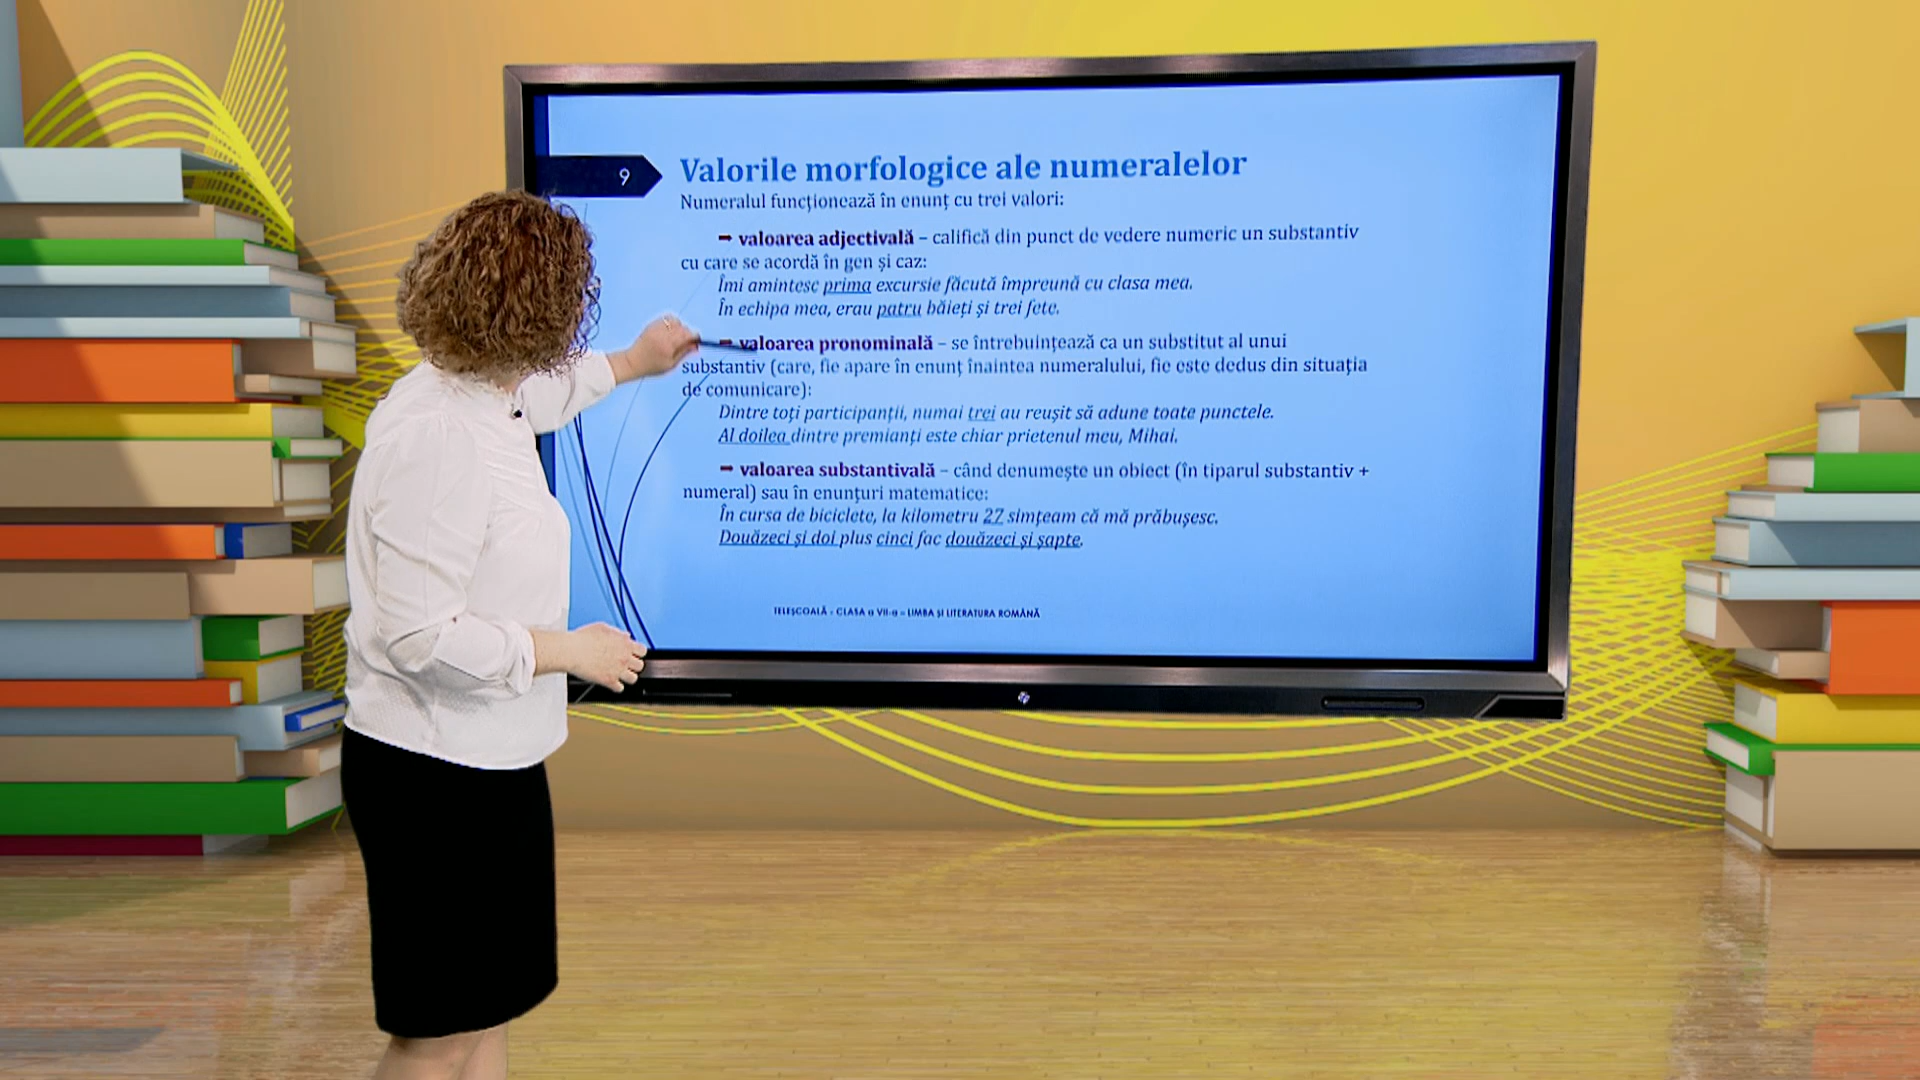 9
Valorile morfologice ale numeralelor
Numeralul funcționează în enunț cu trei valori:
➡ valoarea adjectivală – califică din punct de vedere numeric un substantiv
cu care se acordă în gen și caz:
Îmi amintesc prima excursie făcută împreună cu clasa mea.
În echipa mea, erau patru băieți și trei fete.
➡ valoarea pronominală – se întrebuințează ca un substitut al unui
substantiv (care, fie apare în enunț înaintea numeralului, fie este dedus din situația
de comunicare):
Dintre toți participanții, numai trei au reușit să adune toate punctele.
Al doilea dintre premianți este chiar prietenul meu, Mihai.
➡ valoarea substantivală – când denumește un obiect (în tiparul substantiv +
numeral) sau în enunțuri matematice:
În cursa de biciclete, la kilometru 27 simțeam că mă prăbușesc.
Douăzeci și doi plus cinci fac douăzeci și șapte.
TELEȘCOALĂ - CLASA a VII-a – LIMBA ȘI LITERATURA ROMÂNĂ